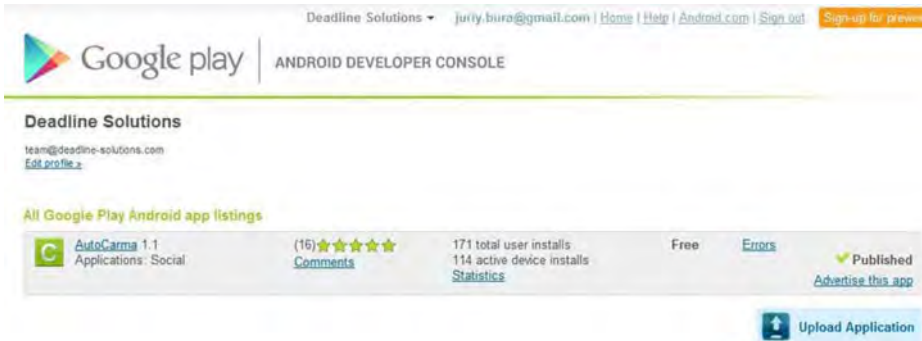 Deadline Solutions ▾ juriy.bura@gmail.com | Home | Help | Android.com | Sign out Sign-up for preview
Google play ANDROID DEVELOPER CONSOLE
Deadline Solutions
team@deadline-solutions.com
Edit profile »
All Google Play Android app listings
C AutoCarma 1.1 (16) 171 total user installs Free Errors
Applications: Social Comments 114 active device installs Published
Statistics Advertise this app
Upload Application